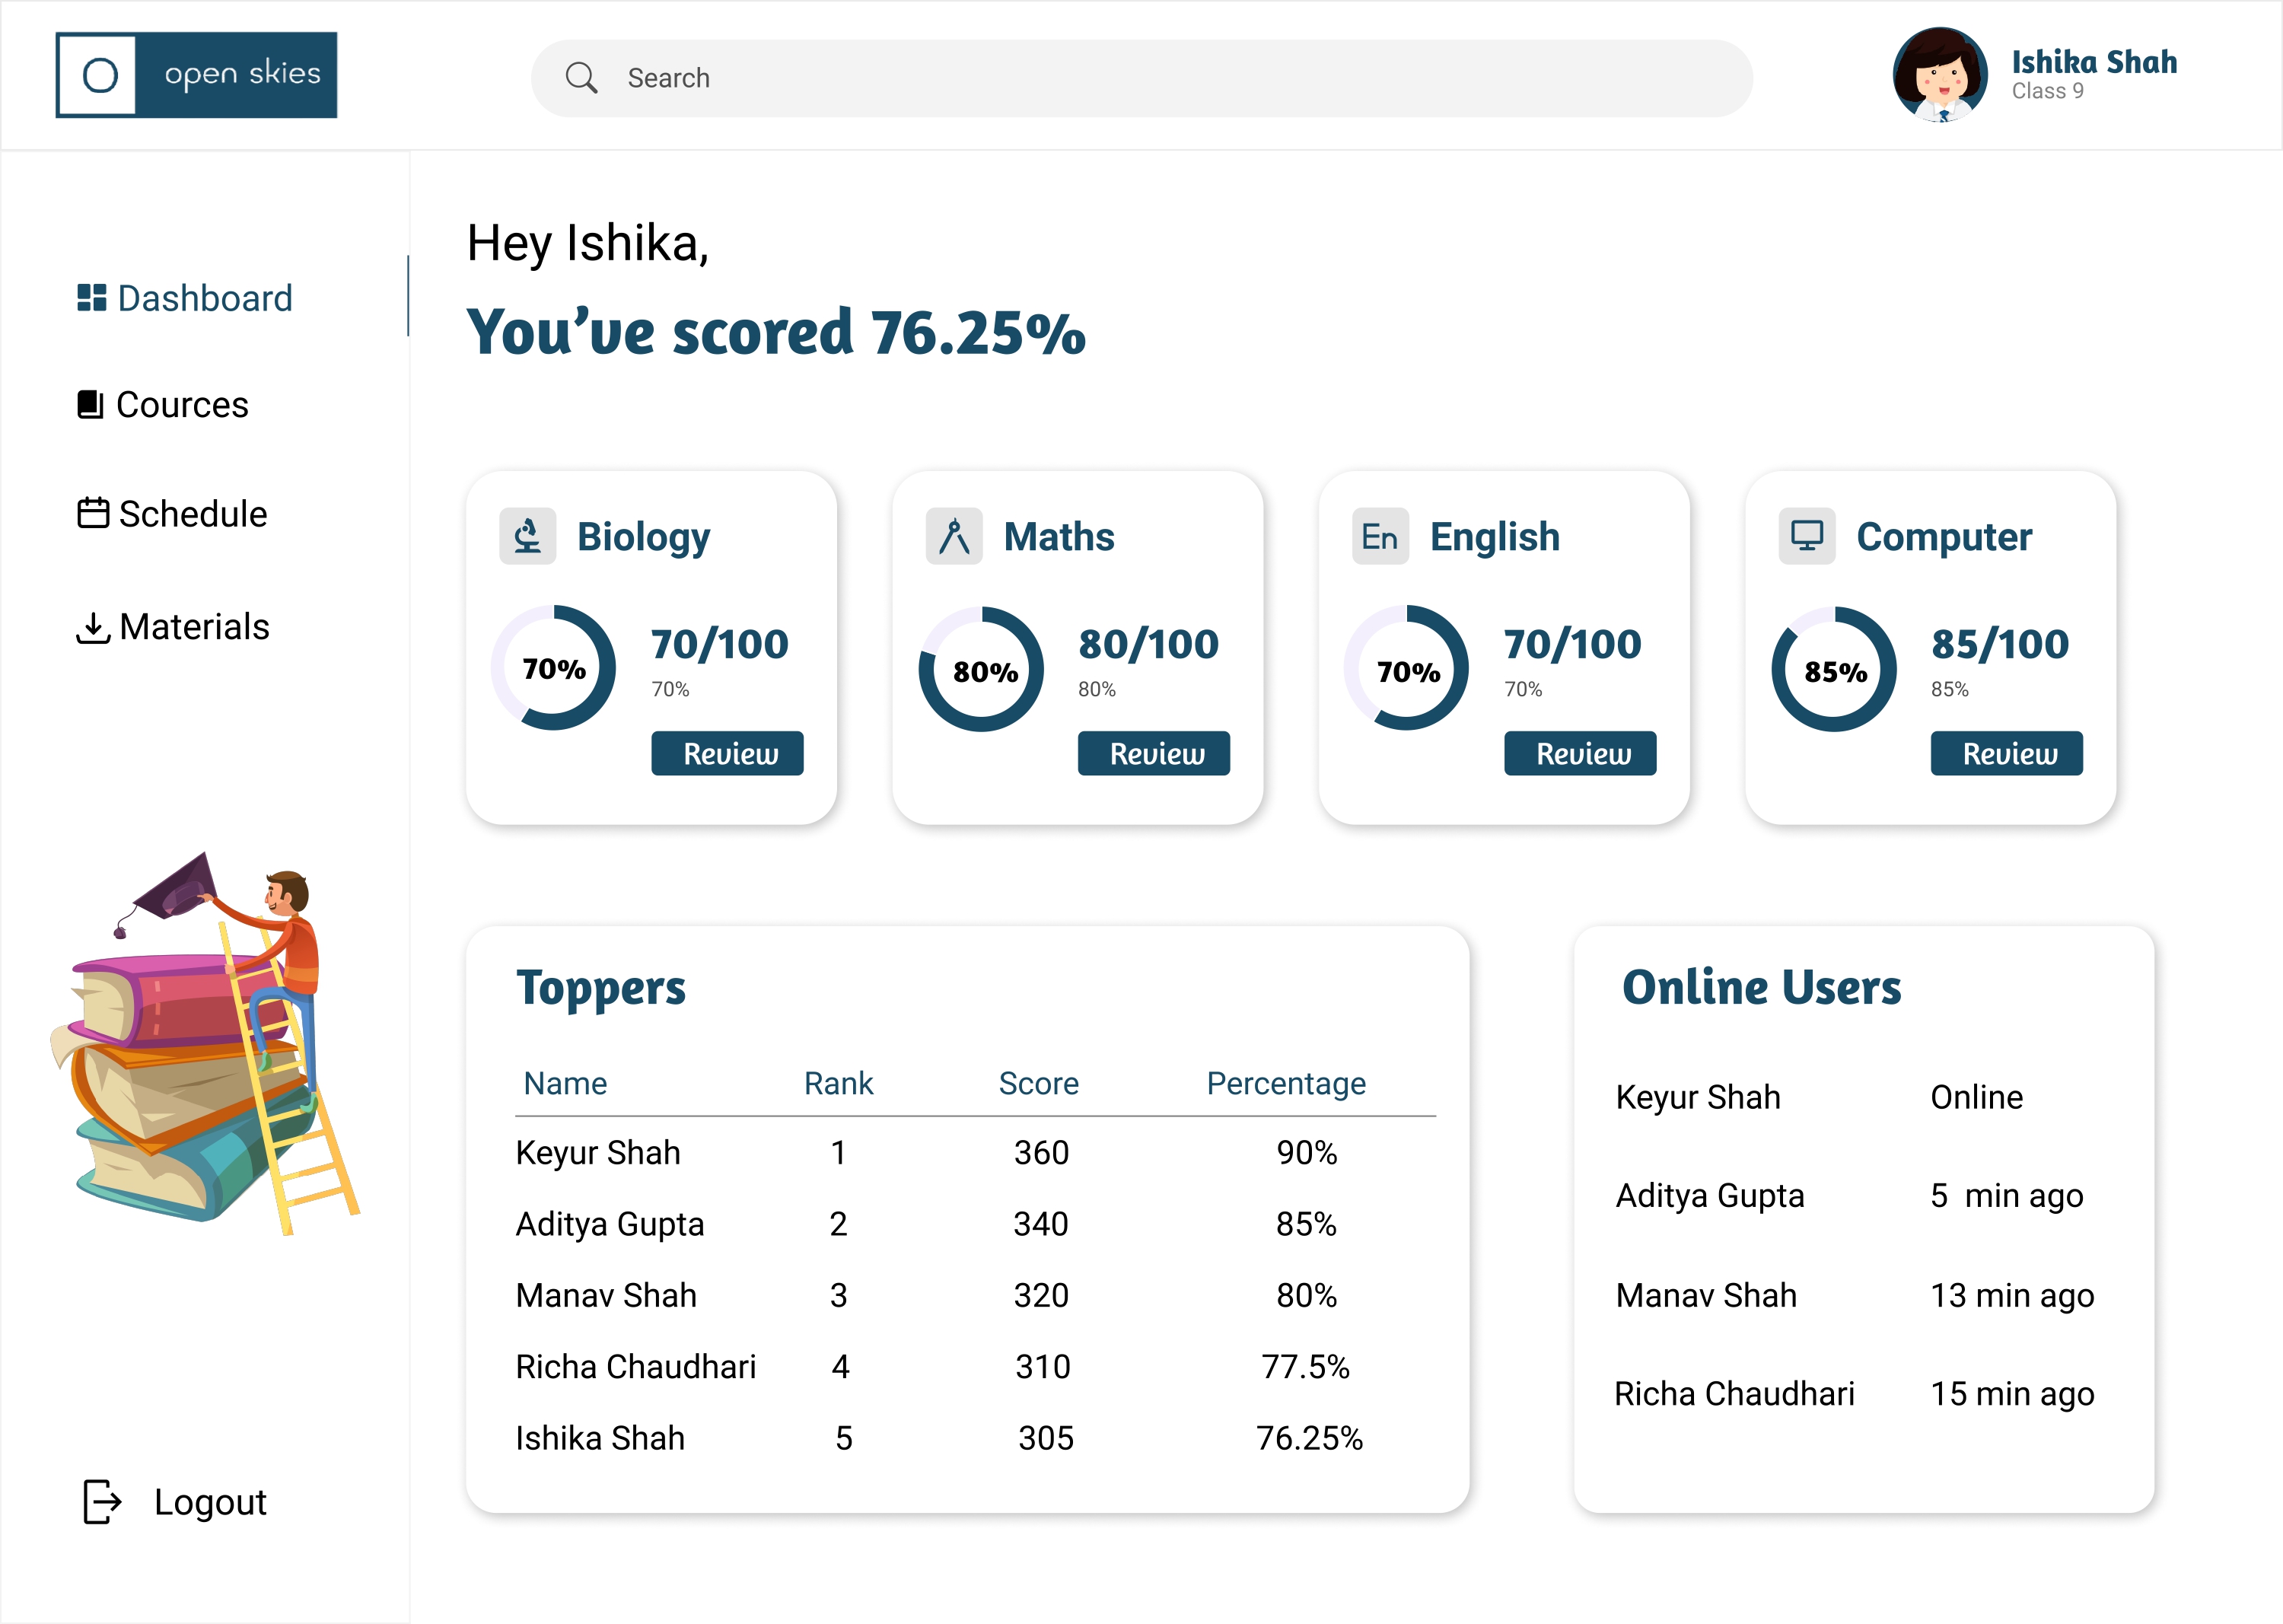 O open skies
Search
Ishika Shah
Class 9
Dashboard
Cources
Schedule
Materials
Logout
Hey Ishika,
You’ve scored 76.25%
Biology
70%
70/100
70%
Review
Maths
80%
80/100
80%
Review
En English
70%
70/100
70%
Review
Computer
85%
85/100
85%
Review
Toppers
Name Rank Score Percentage
Keyur Shah 1 360 90%
Aditya Gupta 2 340 85%
Manav Shah 3 320 80%
Richa Chaudhari 4 310 77.5%
Ishika Shah 5 305 76.25%
Online Users
Keyur Shah Online
Aditya Gupta 5 min ago
Manav Shah 13 min ago
Richa Chaudhari 15 min ago